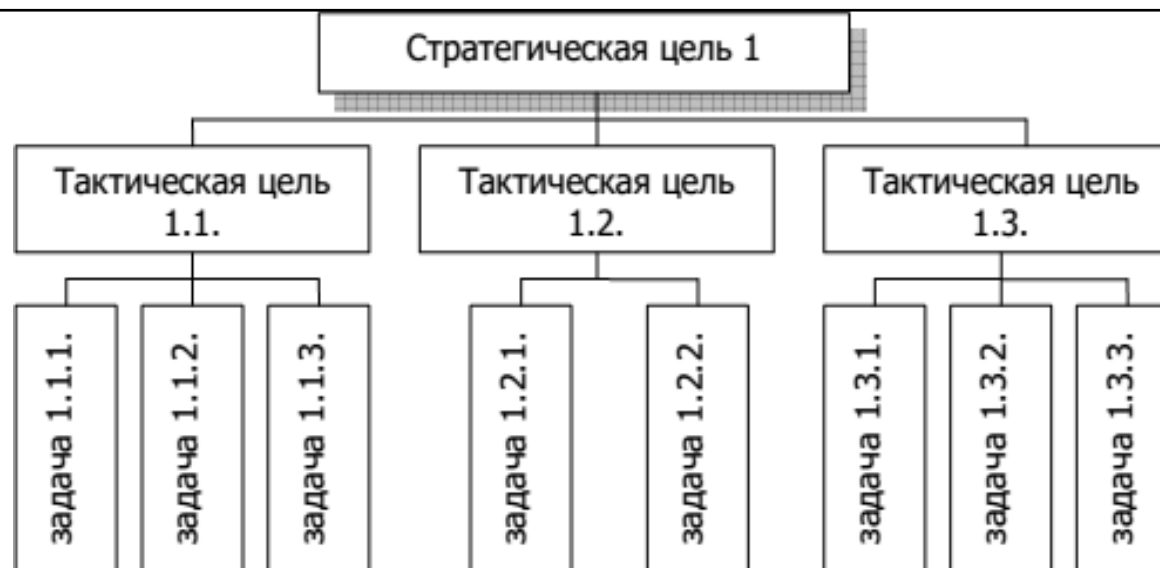 Стратегическая цель 1
Тактическая цель
1.1.
Тактическая цель
1.2.
Тактическая цель
1.3.
задача 1.1.1.
задача 1.1.2.
задача 1.1.3.
задача 1.2.1.
задача 1.2.2.
задача 1.3.1.
задача 1.3.2.
задача 1.3.3.